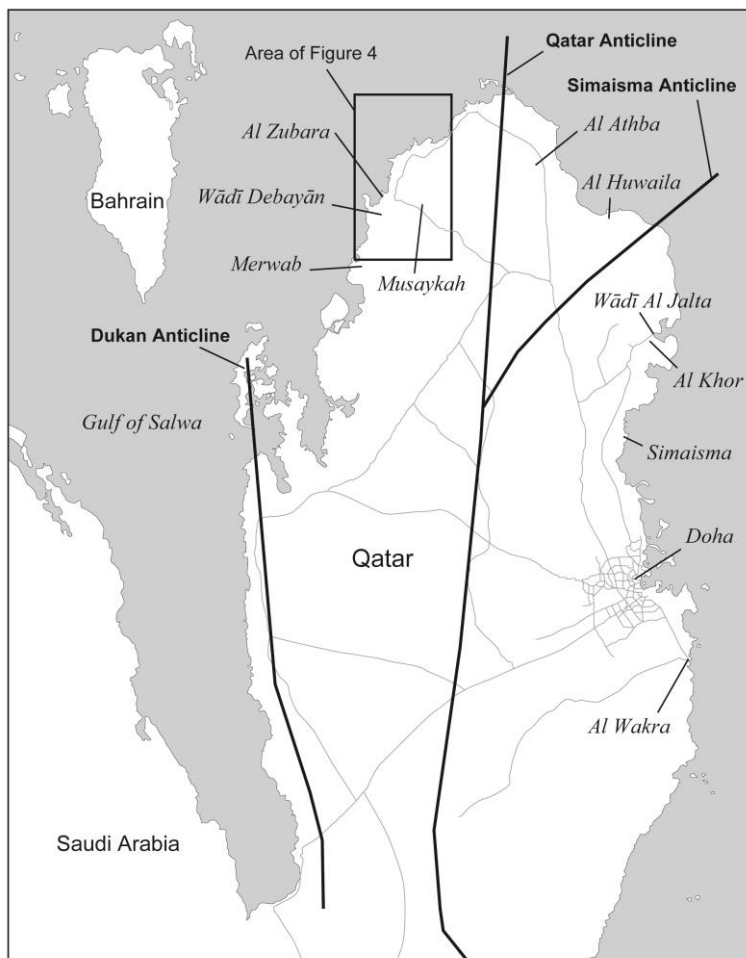 Qatar Anticline
Area of Figure 4
Simaisma Anticline
Al Zubara
Al Athba
Al Huwaila
Bahrain
Wādī Debayān
Merwab
Musaykah
Wādī Al Jalta
Dukan Anticline
Al Khor
Gulf of Salwa
Simaisma
Qatar
Doha
Al Wakra
Saudi Arabia